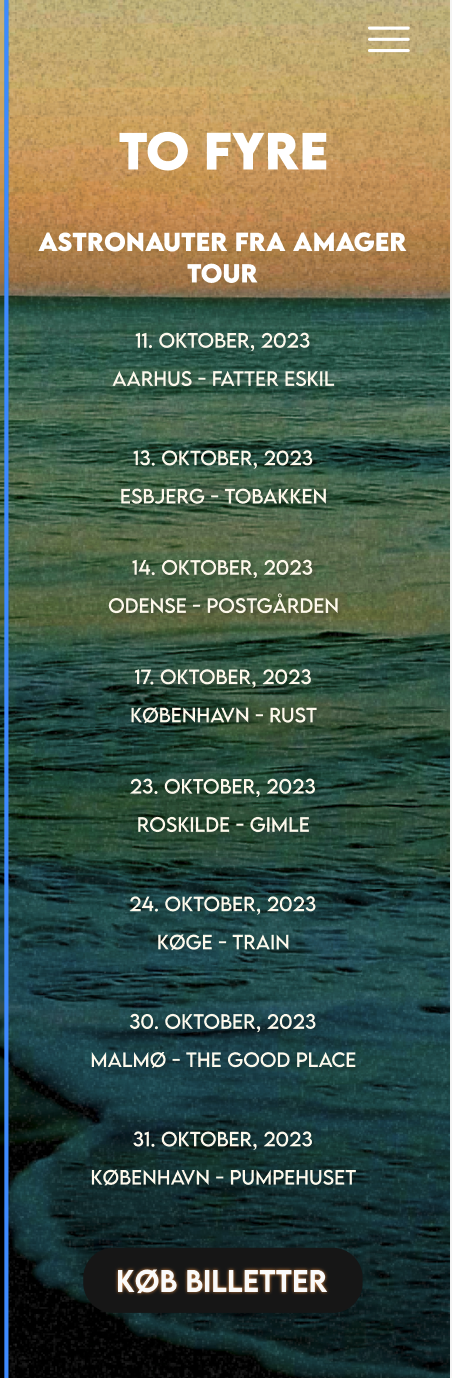 TO FYRE
ASTRONAUTER FRA AMAGER
TOUR
11. OKTOBER, 2023
AARHUS - FATTER ESKIL
13. OKTOBER, 2023
ESBJERG - TOBAKKEN
14. OKTOBER, 2023
ODENSE - POSTGÅRDEN
17. OKTOBER, 2023
KØBENHAVN - RUST
23. OKTOBER, 2023
ROSKILDE - GIMLE
24. OKTOBER, 2023
KØGE - TRAIN
30. OKTOBER, 2023
MALMØ - THE GOOD PLACE
31. OKTOBER, 2023
KØBENHAVN - PUMPEHUSET
KØB BILLETTER